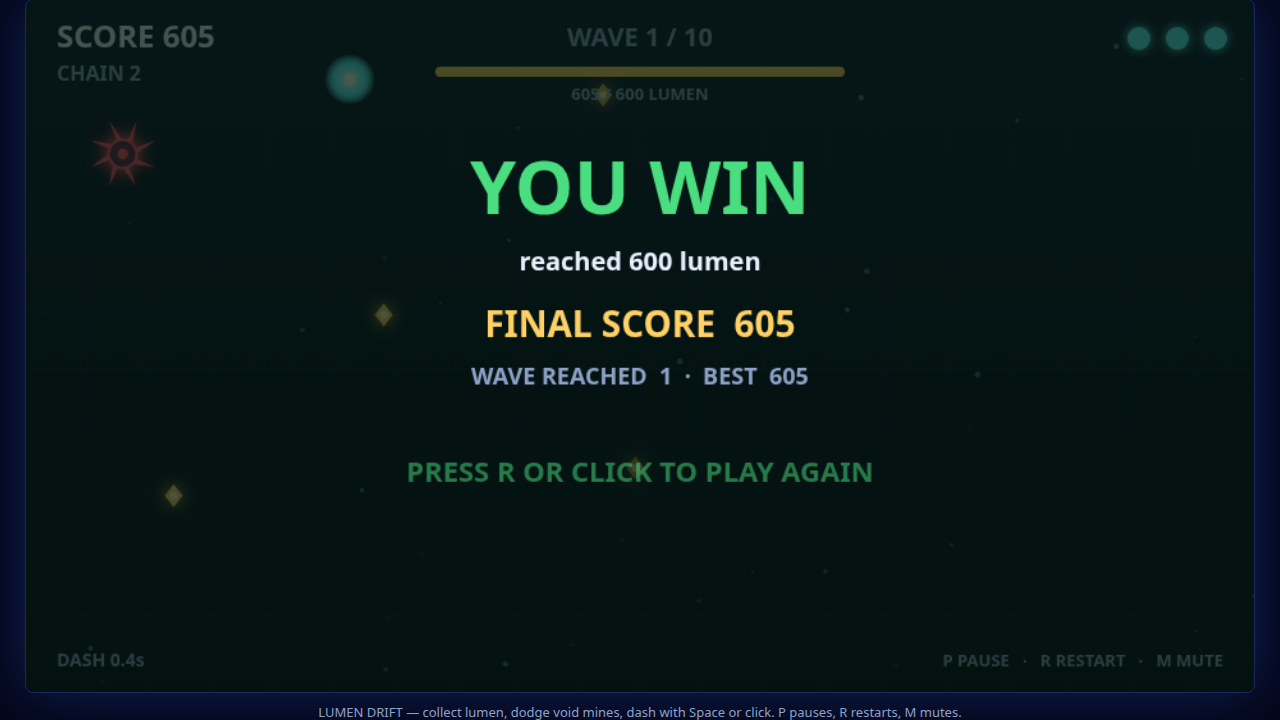 SCORE 605
WAVE 1 / 10
CHAIN 2
605 600 LUMEN
YOU WIN
reached 600 lumen
FINAL SCORE 605
WAVE REACHED 1 · BEST 605
PRESS R OR CLICK TO PLAY AGAIN
DASH 0.4s
P PAUSE · R RESTART · M MUTE
LUMEN DRIFT — collect lumen, dodge void mines, dash with Space or click. P pauses, R restarts, M mutes.